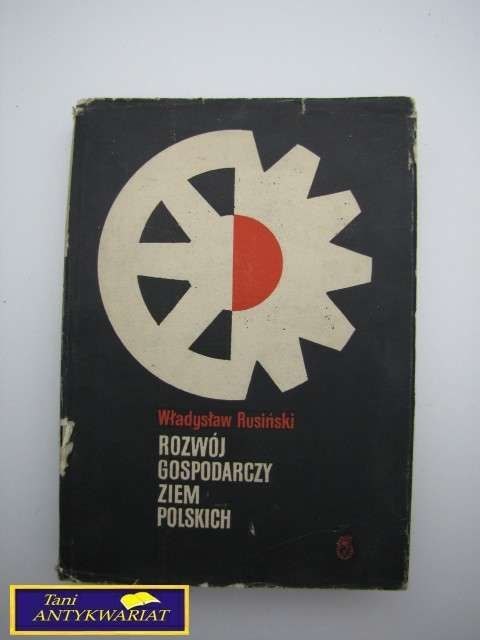 Władysław Rusiński
ROZWÓJ
GOSPODARCZY
ZIEM
POLSKICH
Tani
ANTYKWARIAT